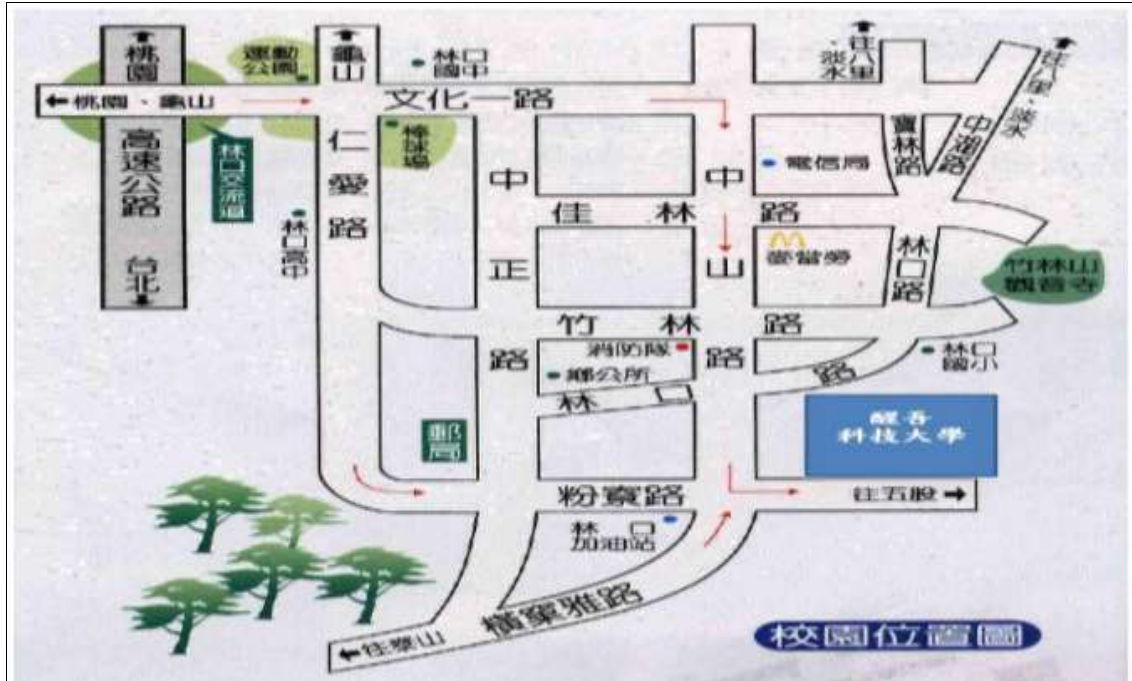 桃園
運動
公園
龜山
林口
國中
往八里
、淡水
往八里、淡水
←桃園、龜山
文化一路
高速公路
台北
林口交流道
仁愛路
棒球場
寶林路
中湖路
電信局
中正路
中山路
佳林路
林口高中
麥當勞
林口路
竹林山
觀音寺
竹林路
消防隊
鄉公所
林口路
林口
國小
郵局
醒吾
科技大學
粉寮路
往五股→
林口
加油站
橫窠雅路
←往泰山
校園位置圖